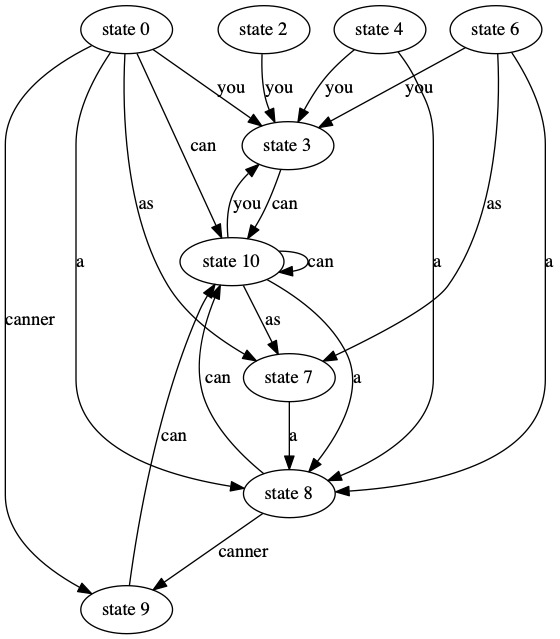 state 0 state 2 state 4 state 6
you you you you
state 3
can
you can
state 10 can
as as
a a a
canner
as
state 7
can a
a
can
state 8
canner
state 9